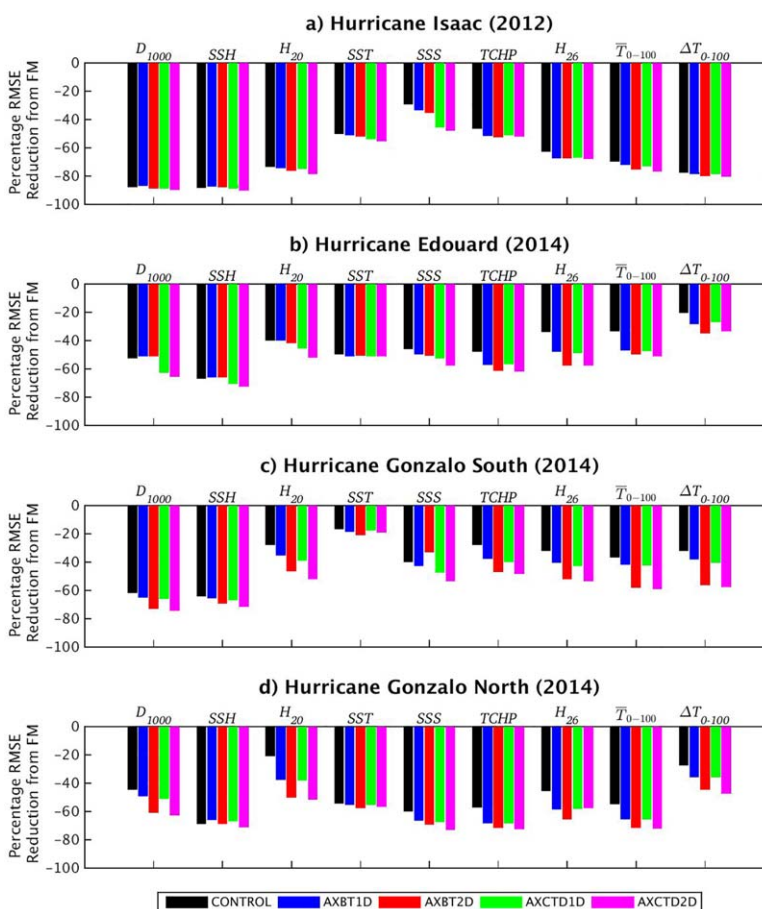 a) Hurricane Isaac (2012)
D1000 SSH H20 SST SSS TCHP H26 T̅0−100 ΔT0-100
Percentage RMSE
Reduction from FM
0
−20
−40
−60
−80
−100
b) Hurricane Edouard (2014)
D1000 SSH H20 SST SSS TCHP H26 T̅0−100 ΔT0-100
Percentage RMSE
Reduction from FM
0
−20
−40
−60
−80
−100
c) Hurricane Gonzalo South (2014)
D1000 SSH H20 SST SSS TCHP H26 T̅0−100 ΔT0-100
Percentage RMSE
Reduction from FM
0
−20
−40
−60
−80
−100
d) Hurricane Gonzalo North (2014)
D1000 SSH H20 SST SSS TCHP H26 T̅0−100 ΔT0-100
Percentage RMSE
Reduction from FM
0
−20
−40
−60
−80
−100
CONTROL AXBT1D AXBT2D AXCTD1D AXCTD2D